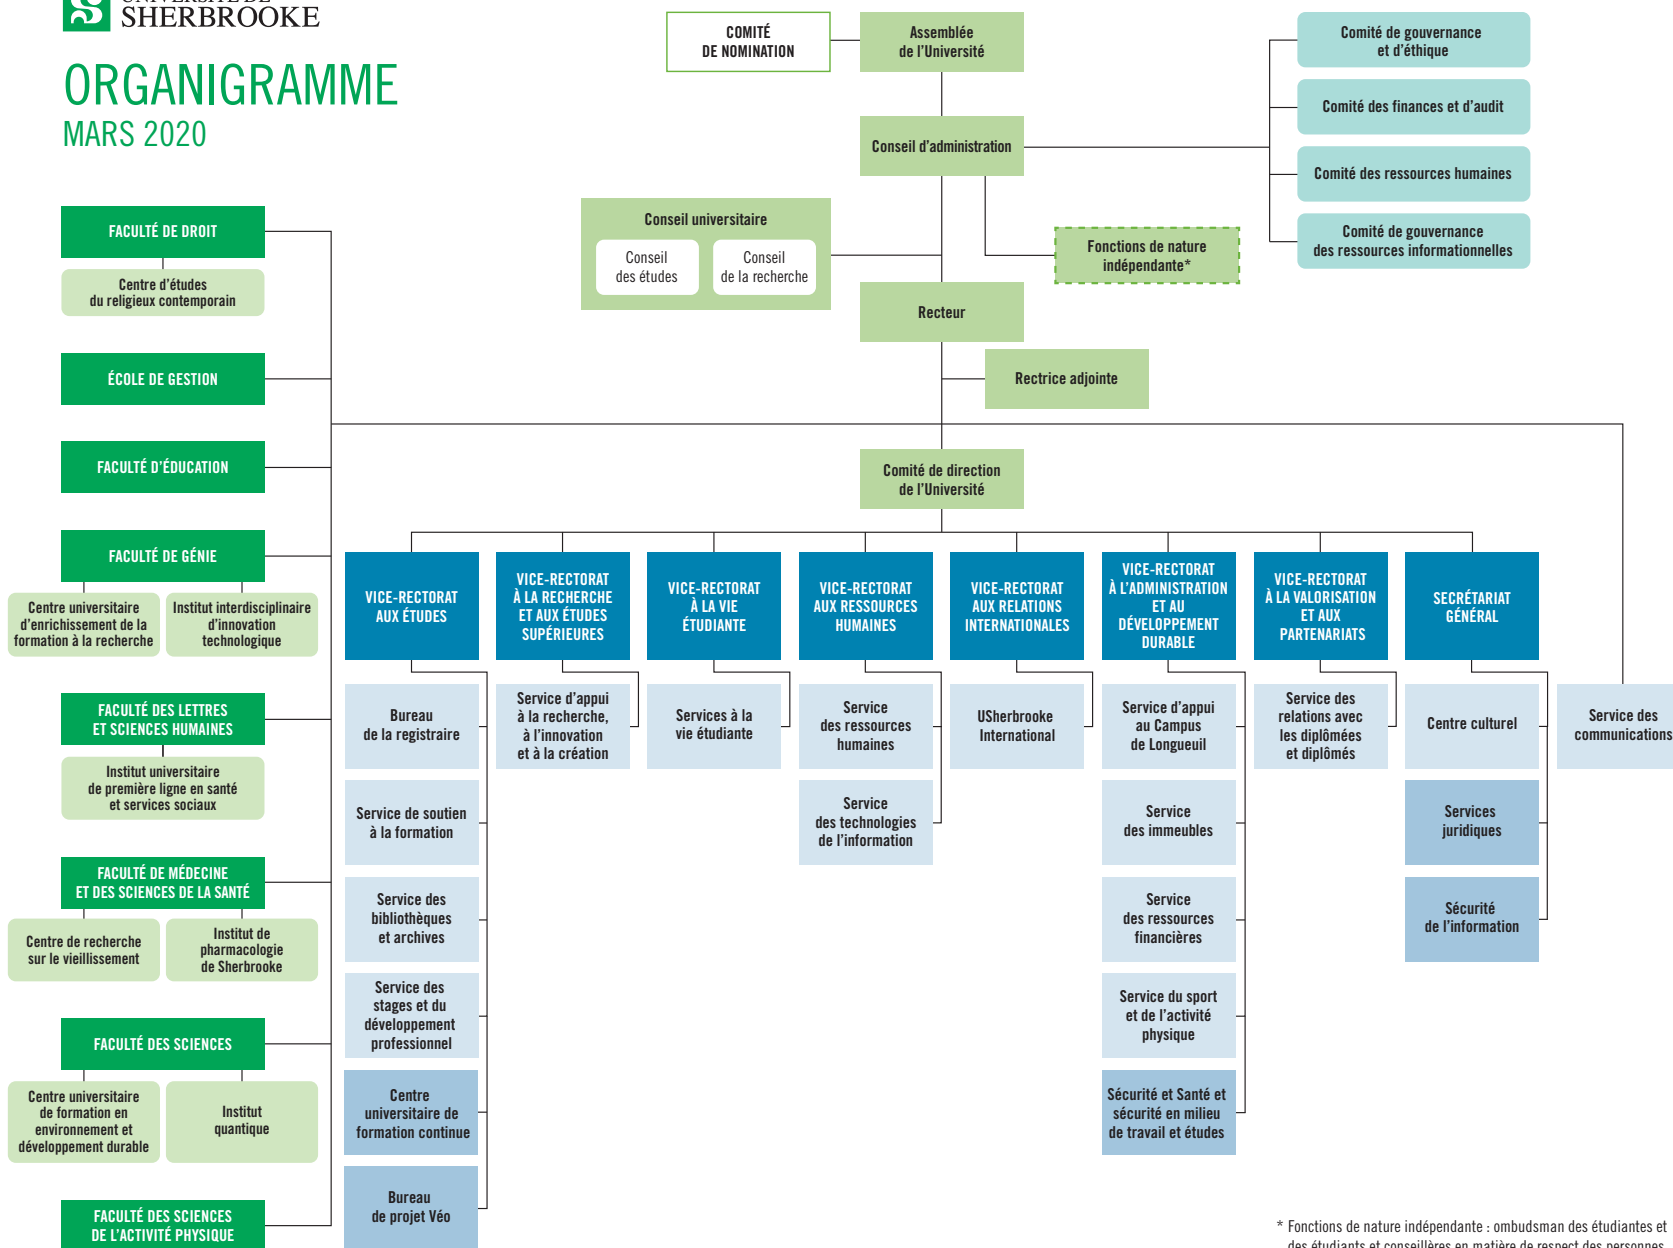 UNIVERSITÉ DE
SHERBROOKE
ORGANIGRAMME
MARS 2020
COMITÉ
DE NOMINATION
Assemblée
de l'Université
Comité de gouvernance
et d'éthique
Comité des finances et d'audit
Conseil d'administration
Comité des ressources humaines
Comité de gouvernance
des ressources informationnelles
Conseil universitaire
Conseil
des études
Conseil
de la recherche
Fonctions de nature
indépendante*
Recteur
Rectrice adjointe
Comité de direction
de l'Université
FACULTÉ DE DROIT
Centre d'études
du religieux contemporain
ÉCOLE DE GESTION
FACULTÉ D'ÉDUCATION
FACULTÉ DE GÉNIE
Centre universitaire
d'enrichissement de la
formation à la recherche
Institut interdisciplinaire
d'innovation
technologique
FACULTÉ DES LETTRES
ET SCIENCES HUMAINES
Institut universitaire
de première ligne en santé
et services sociaux
FACULTÉ DE MÉDECINE
ET DES SCIENCES DE LA SANTÉ
Centre de recherche
sur le vieillissement
Institut de
pharmacologie
de Sherbrooke
FACULTÉ DES SCIENCES
Centre universitaire
de formation en
environnement et
développement durable
Institut
quantique
FACULTÉ DES SCIENCES
DE L'ACTIVITÉ PHYSIQUE
VICE-RECTORAT
AUX ÉTUDES
Bureau
de la registraire
Service de soutien
à la formation
Service des
bibliothèques
et archives
Service des
stages et du
développement
professionnel
Centre
universitaire de
formation continue
Bureau
de projet Véo
VICE-RECTORAT
À LA RECHERCHE
ET AUX ÉTUDES
SUPÉRIEURES
Service d'appui
à la recherche,
à l'innovation
et à la création
VICE-RECTORAT
À LA VIE
ÉTUDIANTE
Services à la
vie étudiante
VICE-RECTORAT
AUX RESSOURCES
HUMAINES
Service
des ressources
humaines
Service
des technologies
de l'information
VICE-RECTORAT
AUX RELATIONS
INTERNATIONALES
USherbrooke
International
VICE-RECTORAT
À L'ADMINISTRATION
ET AU
DÉVELOPPEMENT
DURABLE
Service d'appui
au Campus
de Longueuil
Service
des immeubles
Service
des ressources
financières
Service du sport
et de l'activité
physique
Sécurité et Santé et
sécurité en milieu
de travail et études
VICE-RECTORAT
À LA VALORISATION
ET AUX
PARTENARIATS
Service des
relations avec
les diplômées
et diplômés
SECRÉTARIAT
GÉNÉRAL
Centre culturel
Services
juridiques
Sécurité
de l'information
Service des
communications
* Fonctions de nature indépendante : ombudsman des étudiantes et
des étudiants et conseillères en matière de respect des personnes